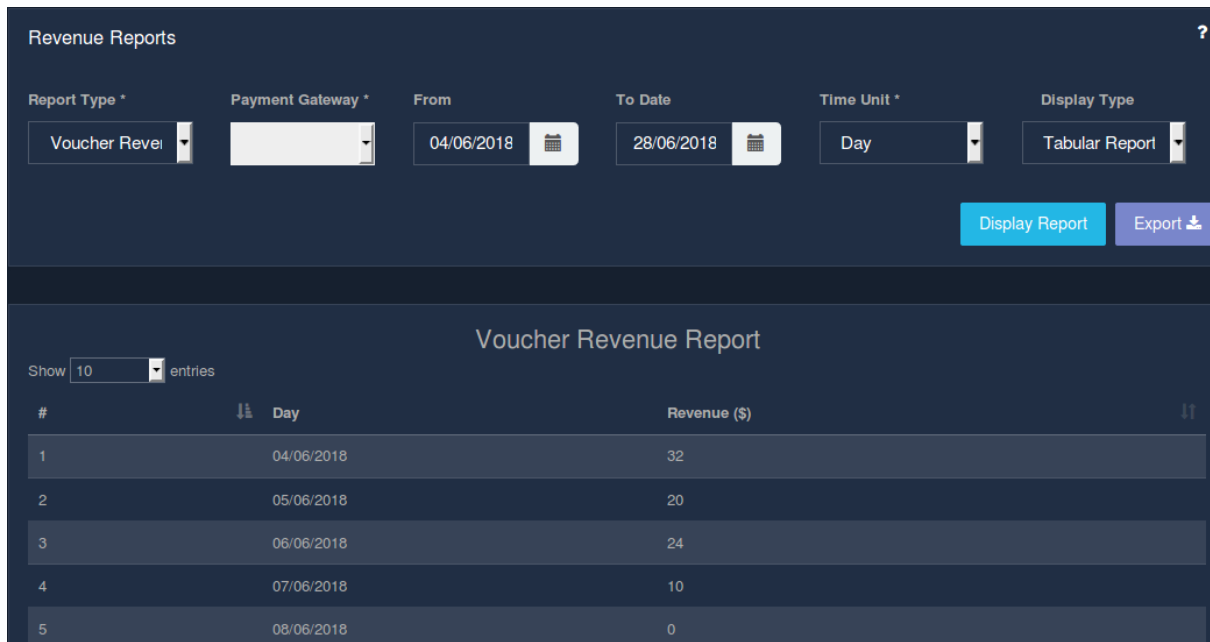 Revenue Reports ?
Report Type * Payment Gateway * From To Date Time Unit * Display Type
Voucher Rever 04/06/2018 28/06/2018 Day Tabular Report
Display Report Export
Voucher Revenue Report
Show 10 entries
# Day Revenue ($)
1 04/06/2018 32
2 05/06/2018 20
3 06/06/2018 24
4 07/06/2018 10
5 08/06/2018 0